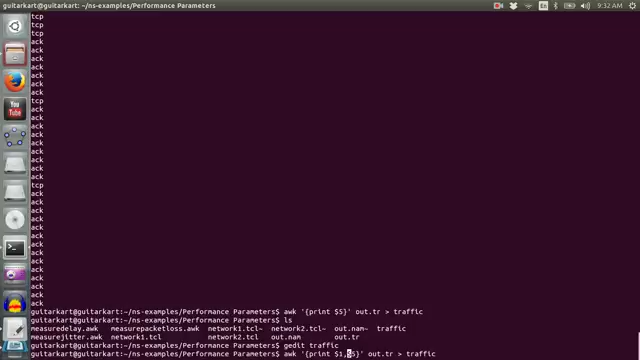 guitarkart@guitarkart: ~/ns-examples/Performance Parameters
En
9:32 AM
tcp
tcp
tcp
ack
ack
ack
ack
ack
tcp
ack
ack
ack
ack
ack
ack
ack
ack
tcp
ack
ack
ack
ack
ack
ack
ack
ack
ack
ack
ack
You
Tube
guitarkart@guitarkart:~/ns-examples/Performance Parameters$ awk '{print $5}' out.tr > traffic
guitarkart@guitarkart:~/ns-examples/Performance Parameters$ ls
measuredelay.awk measurepacketloss.awk network1.tcl~ network2.tcl~ out.nam~ traffic
measurejitter.awk network1.tcl network2.tcl out.nam out.tr
guitarkart@guitarkart:~/ns-examples/Performance Parameters$ gedit traffic
guitarkart@guitarkart:~/ns-examples/Performance Parameters$ awk '{print $1,$5}' out.tr > traffic